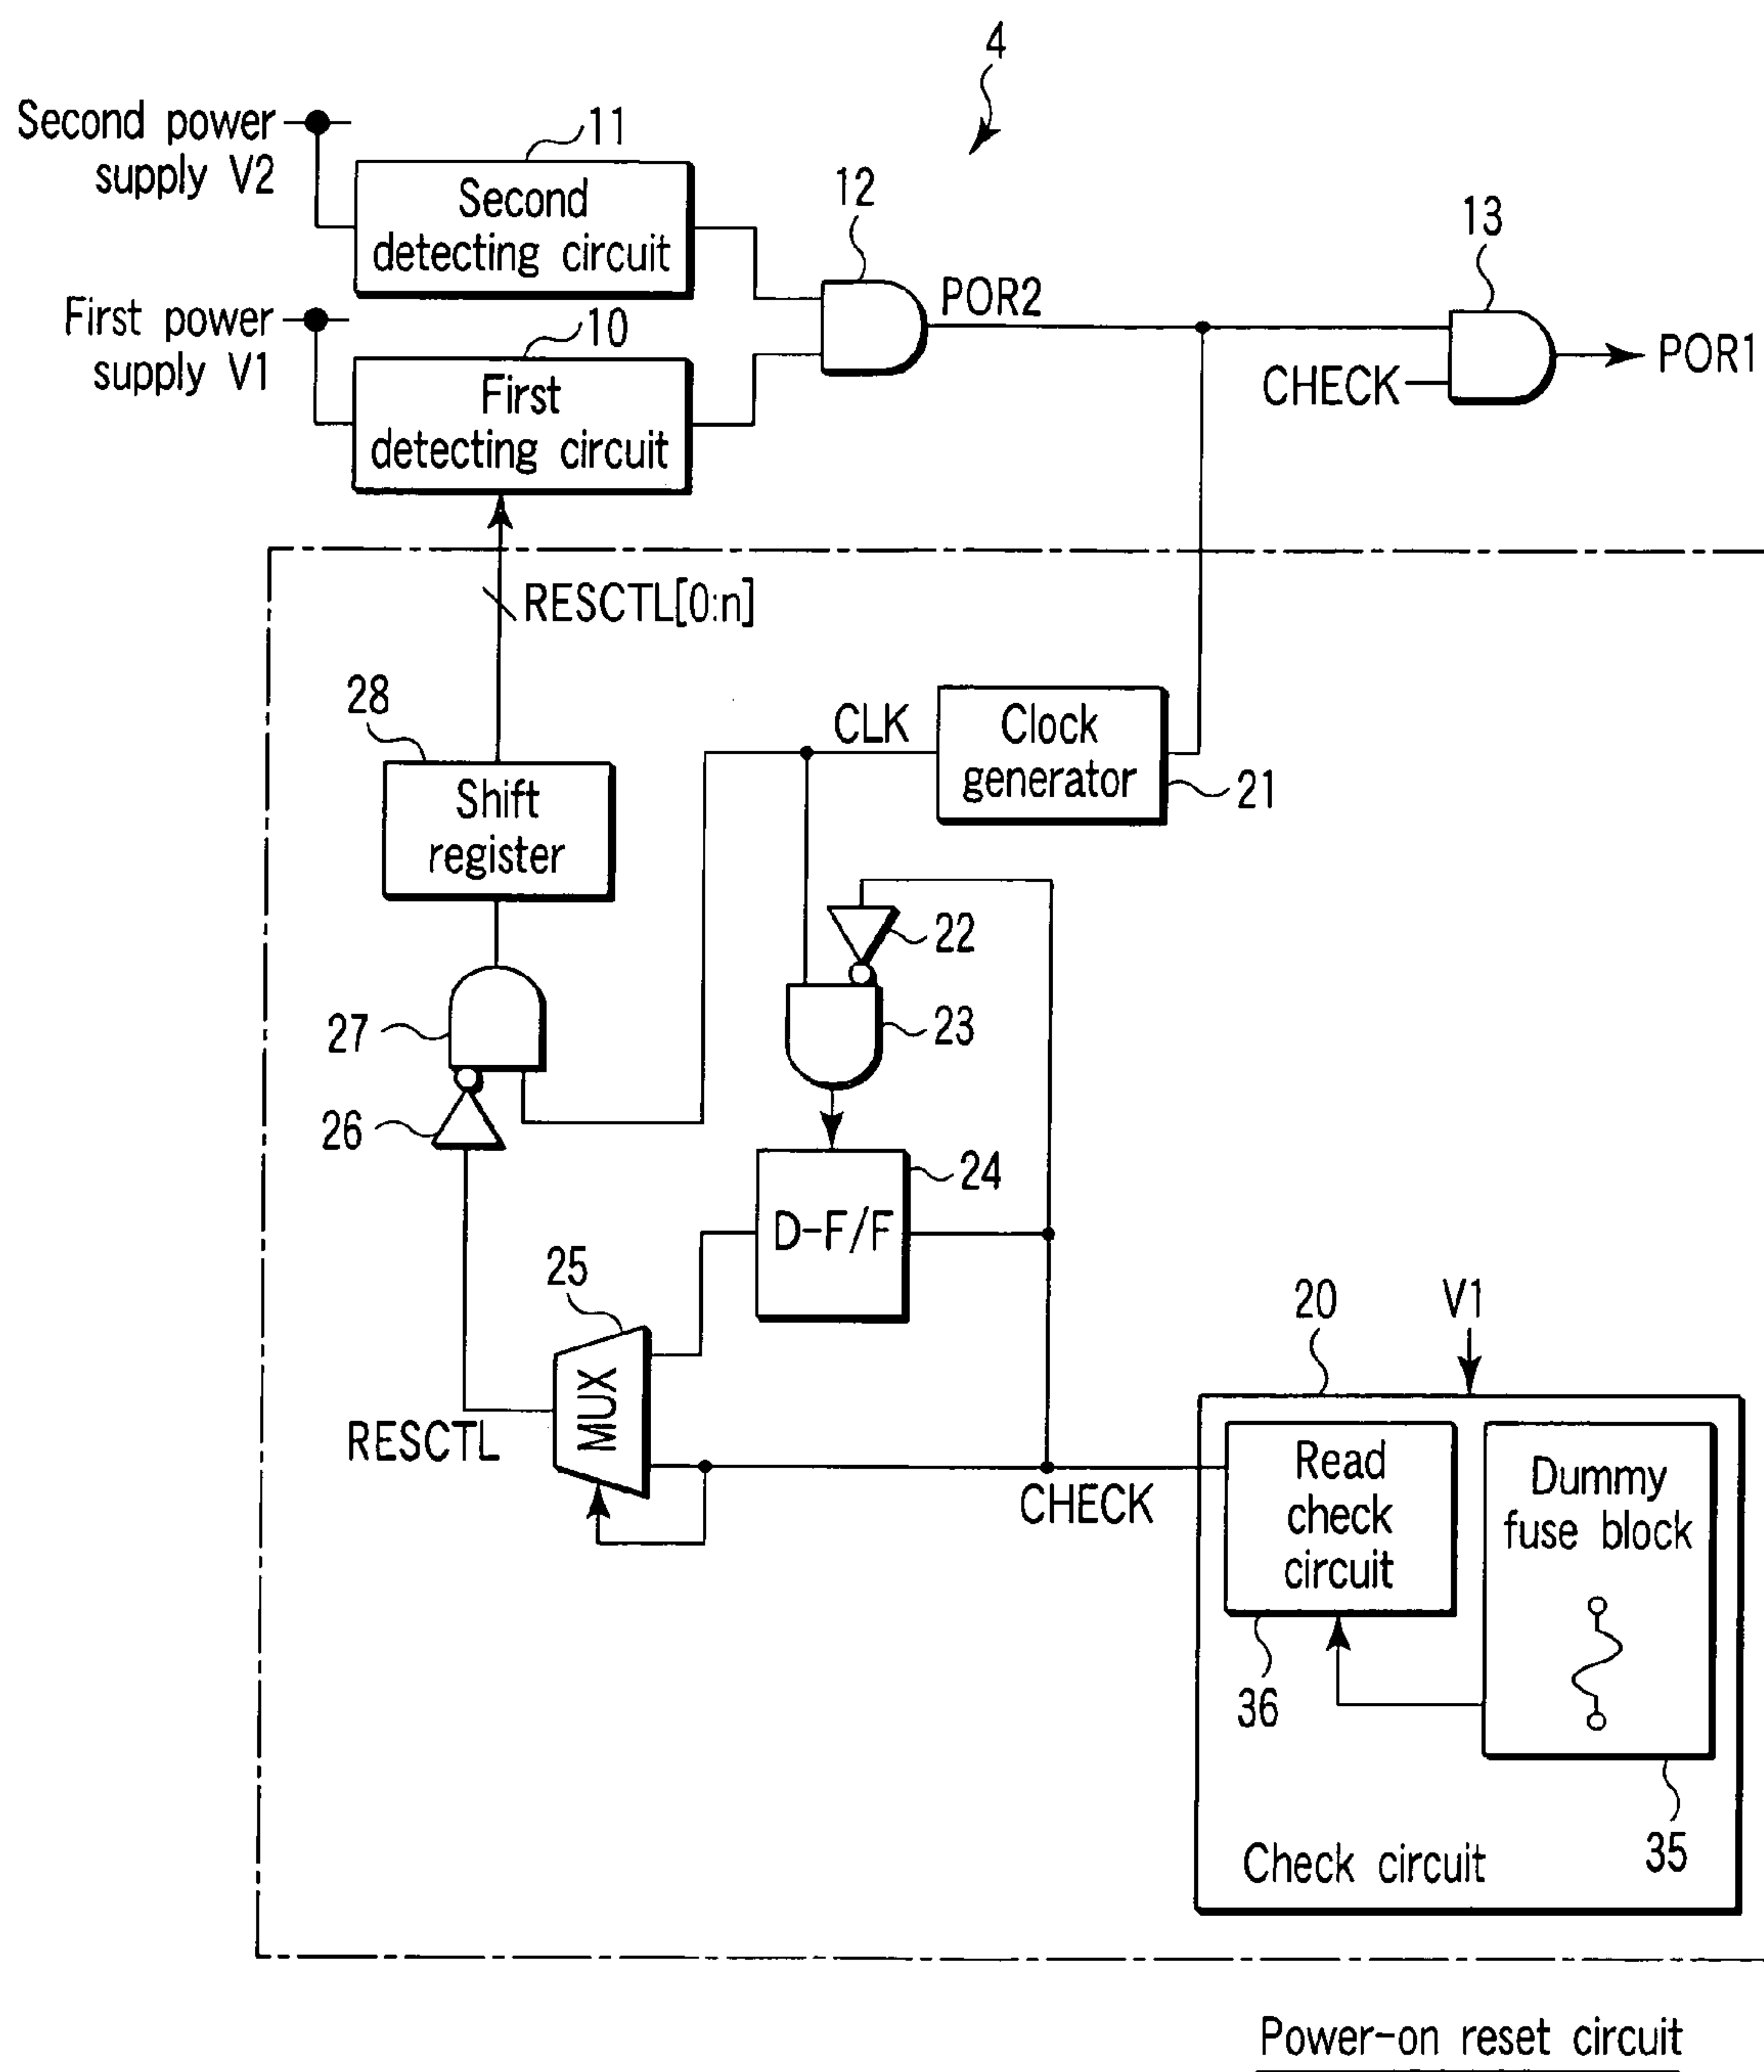 4
Second power
supply V2
11
Second
detecting circuit
12
POR2
13
CHECK
POR1
First power
supply V1
10
First
detecting circuit
RESCTL[0:n]
28
Shift
register
CLK
Clock
generator
21
22
23
27
26
24
D-F/F
25
MUX
RESCTL
CHECK
20
V1
Read
check
circuit
Dummy
fuse block
36
35
Check circuit
Power-on reset circuit